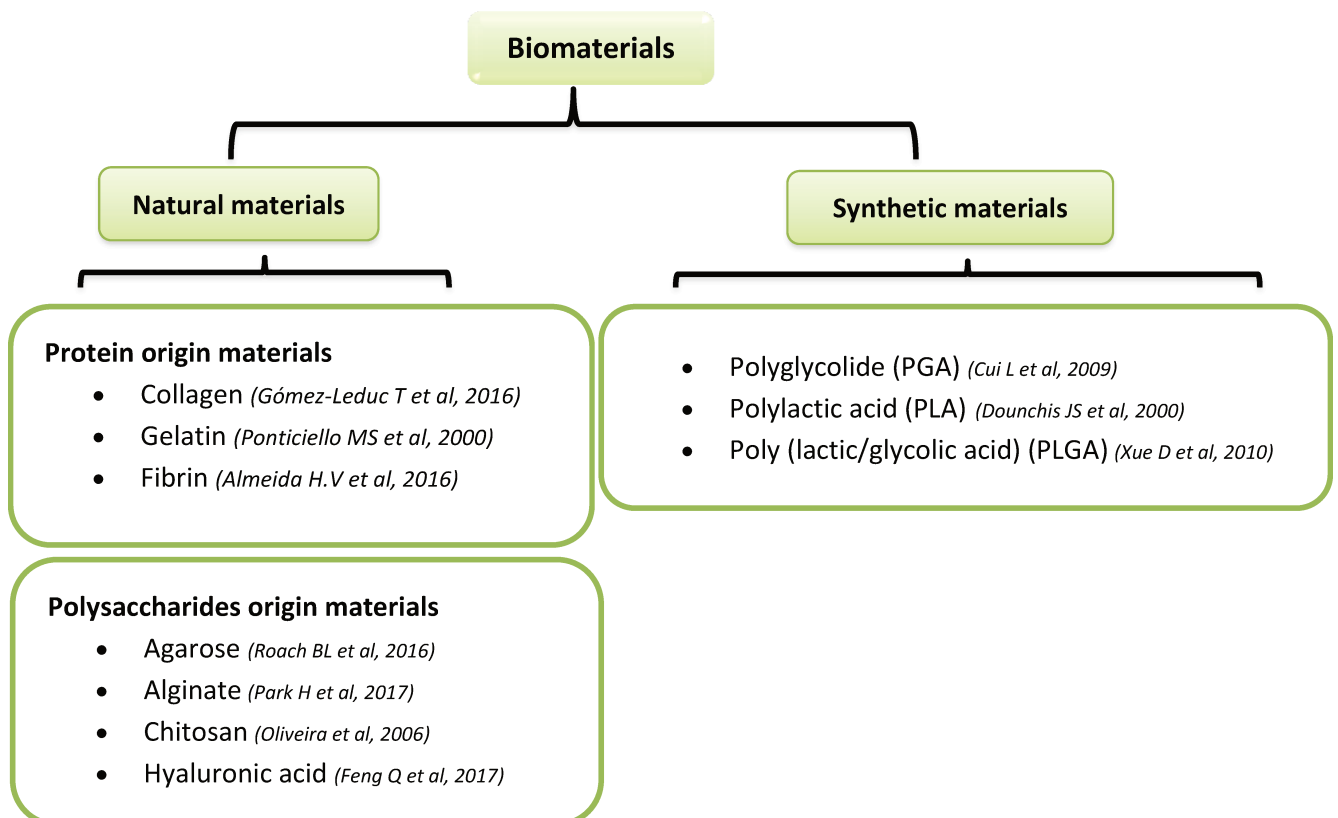 Biomaterials
Natural materials
Synthetic materials
Protein origin materials
• Collagen (Gómez-Leduc T et al, 2016)
• Gelatin (Ponticiello MS et al, 2000)
• Fibrin (Almeida H.V et al, 2016)
• Polyglycolide (PGA) (Cui L et al, 2009)
• Polylactic acid (PLA) (Dounchis JS et al, 2000)
• Poly (lactic/glycolic acid) (PLGA) (Xue D et al, 2010)
Polysaccharides origin materials
• Agarose (Roach BL et al, 2016)
• Alginate (Park H et al, 2017)
• Chitosan (Oliveira et al, 2006)
• Hyaluronic acid (Feng Q et al, 2017)